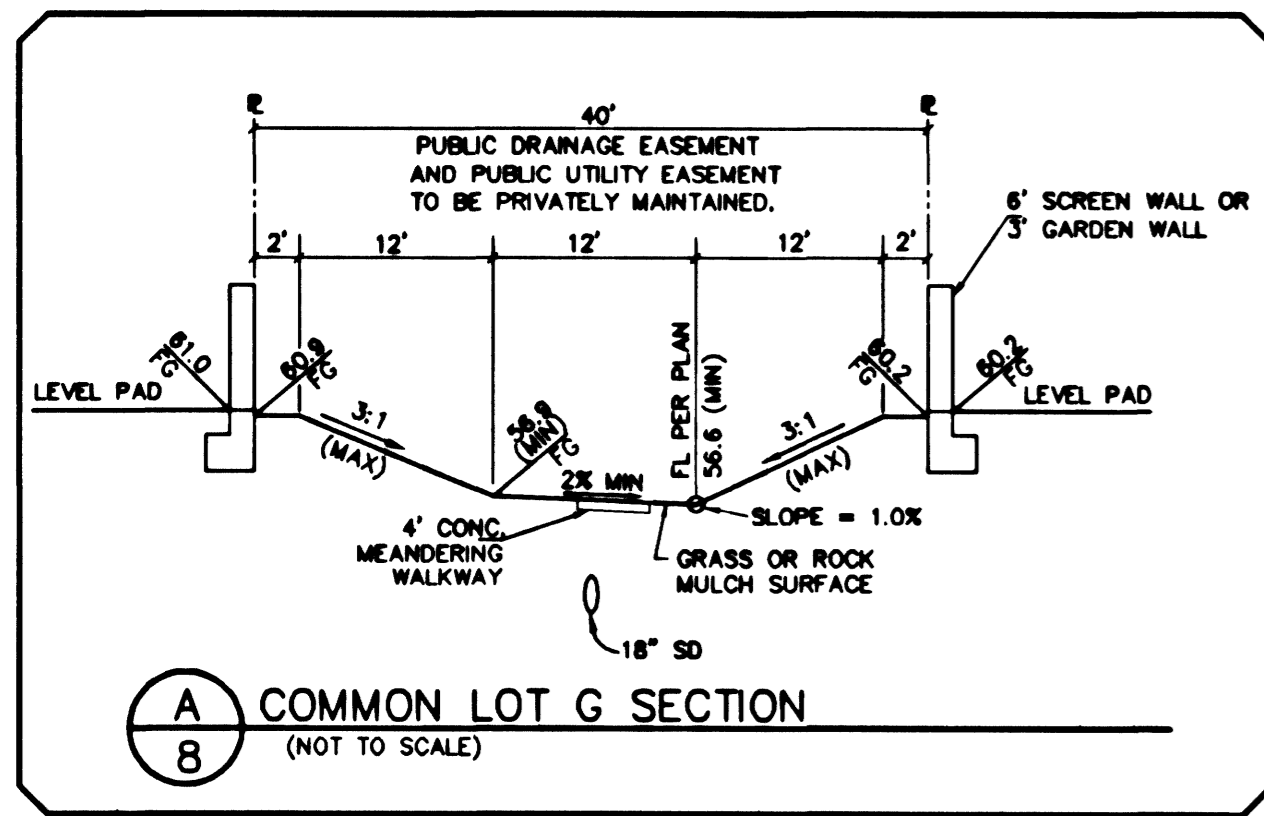 PL
PL
40'
PUBLIC DRAINAGE EASEMENT
AND PUBLIC UTILITY EASEMENT
TO BE PRIVATELY MAINTAINED.
6' SCREEN WALL OR
3' GARDEN WALL
2'
12'
12'
12'
2'
61.0
FG
60.9
FG
FL PER PLAN
56.6 (MIN)
60.2
FG
60.2
FG
LEVEL PAD
LEVEL PAD
3:1
(MAX)
56.9
(MIN)
FG
3:1
(MAX)
2% MIN
SLOPE = 1.0%
4' CONC.
MEANDERING
WALKWAY
GRASS OR ROCK
MULCH SURFACE
18" SD
A
8
COMMON LOT G SECTION
(NOT TO SCALE)